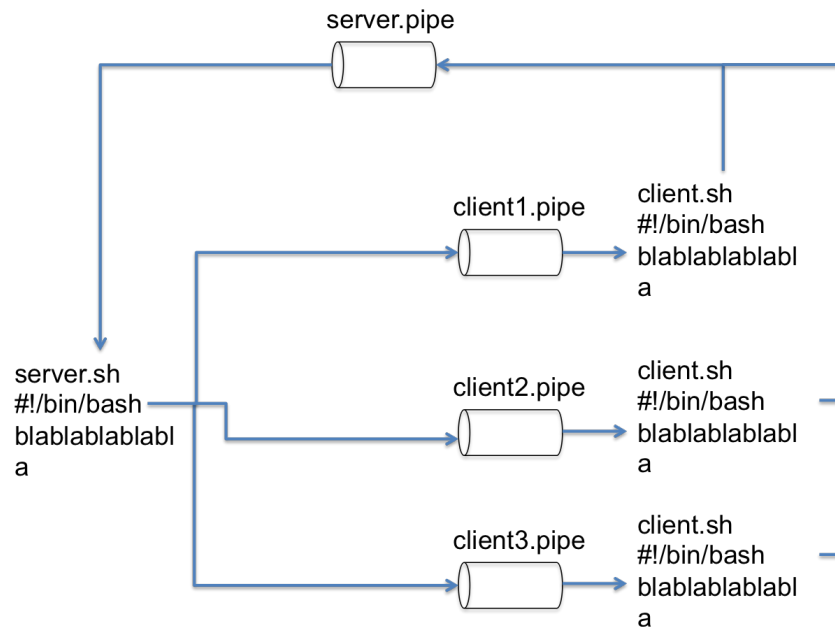 server.pipe
client1.pipe
client.sh
#!/bin/bash
blablablablabl
a
server.sh
#!/bin/bash
blablablablabl
a
client2.pipe
client.sh
#!/bin/bash
blablablablabl
a
client3.pipe
client.sh
#!/bin/bash
blablablablabl
a